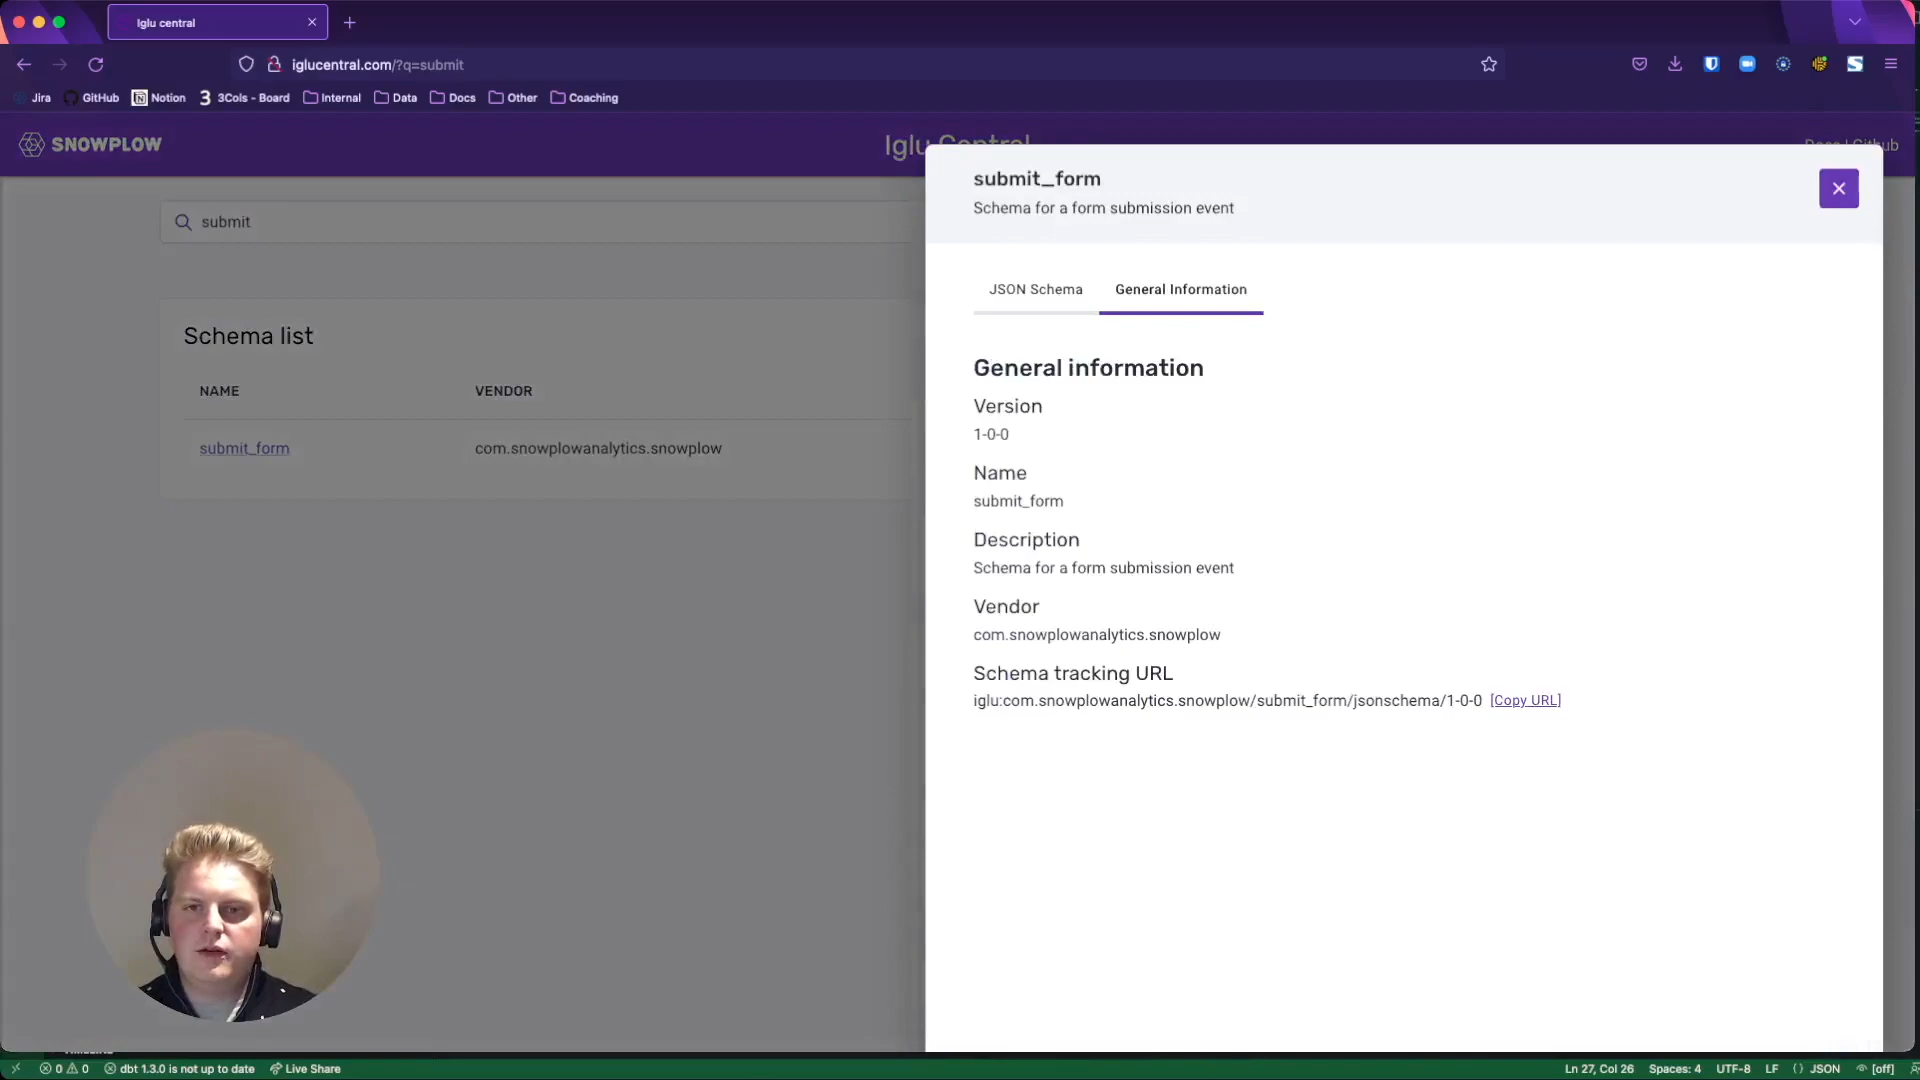 Iglu central
iglucentral.com/?q=submit
Jira
GitHub
Notion
3Cols - Board
Internal
Data
Docs
Other
Coaching
SNOWPLOW
Iglu Central
Docs | Github
submit
Schema list
NAME
VENDOR
submit_form
com.snowplowanalytics.snowplow
submit_form
Schema for a form submission event
JSON Schema
General Information
General information
Version
1-0-0
Name
submit_form
Description
Schema for a form submission event
Vendor
com.snowplowanalytics.snowplow
Schema tracking URL
iglu:com.snowplowanalytics.snowplow/submit_form/jsonschema/1-0-0 [Copy URL]
0 0 dbt 1.3.0 is not up to date Live Share
Ln 27, Col 26 Spaces: 4 UTF-8 LF {} JSON [off]